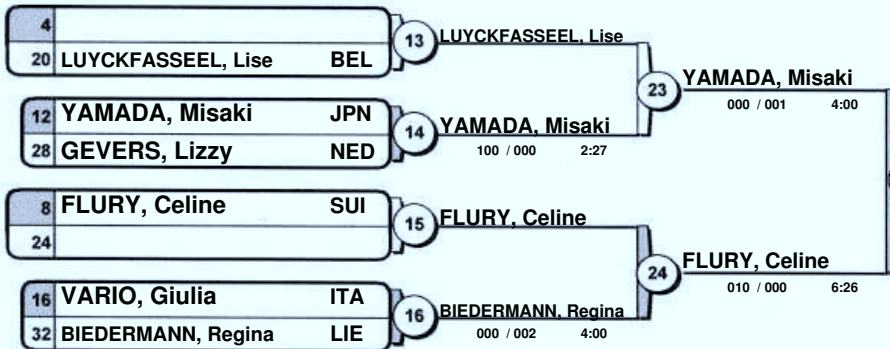 4
20 LUYCKFASSEEL, Lise BEL
13 LUYCKFASSEEL, Lise
12 YAMADA, Misaki JPN
28 GEVERS, Lizzy NED
14 YAMADA, Misaki
100 / 000 2:27
23 YAMADA, Misaki
000 / 001 4:00
8 FLURY, Celine SUI
24
15 FLURY, Celine
16 VARIO, Giulia ITA
32 BIEDERMANN, Regina LIE
16 BIEDERMANN, Regina
000 / 002 4:00
24 FLURY, Celine
010 / 000 6:26